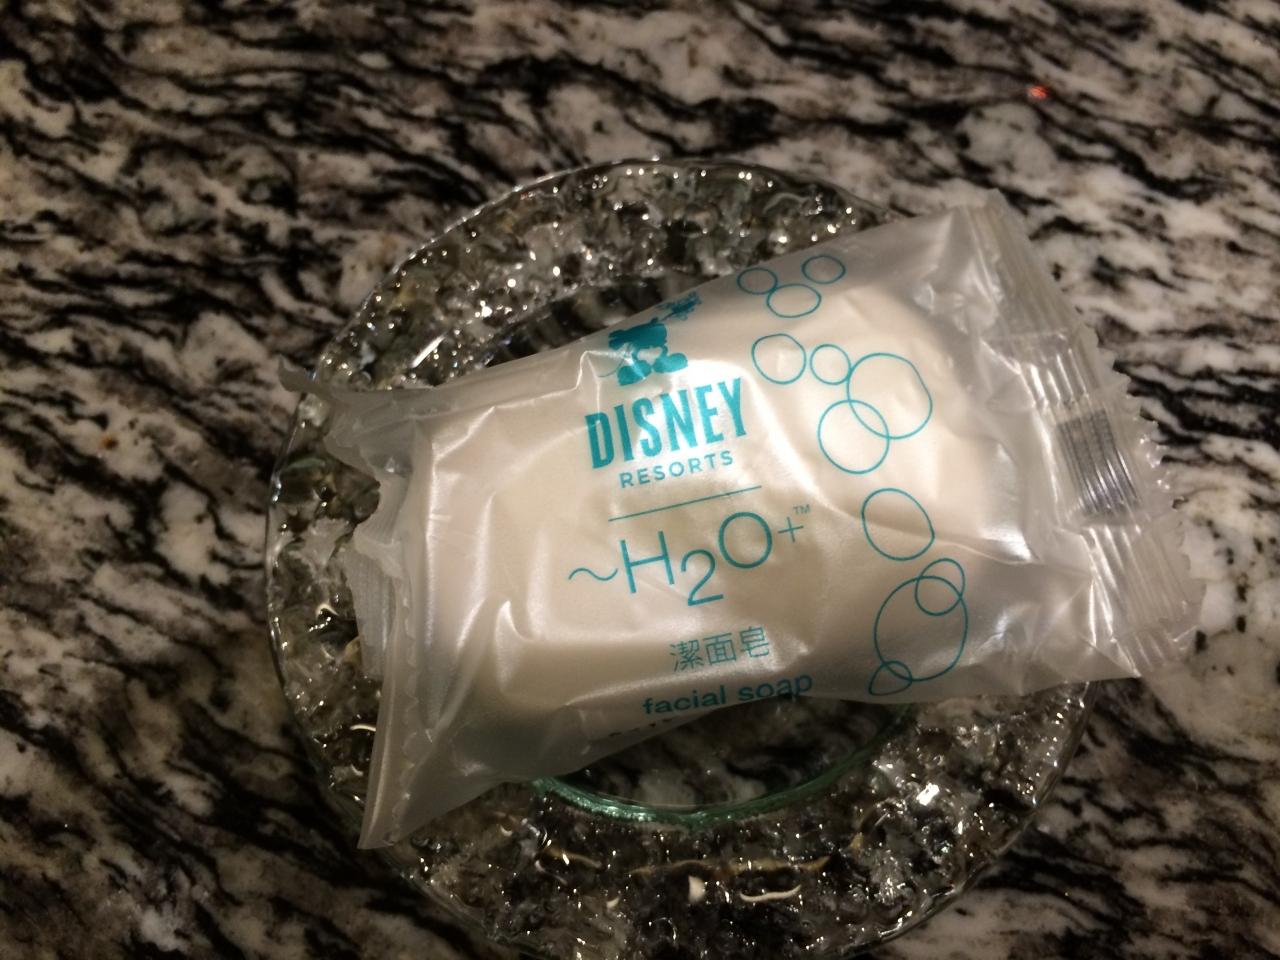 DISNEY
RESORTS
~H2O+™
潔面皂
facial soap